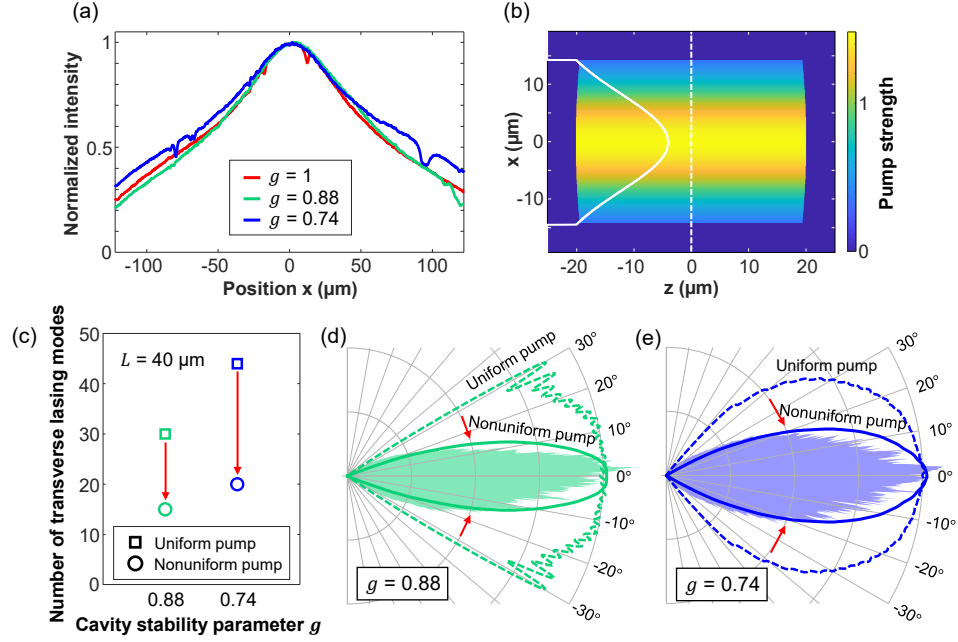 (a)
Normalized intensity
1
0.5
0
g = 1
g = 0.88
g = 0.74
-100
-50
0
50
100
Position x (μm)
(b)
x (μm)
10
0
-10
-20
-10
0
10
20
z (μm)
1
0
Pump strength
(c)
Number of transverse lasing modes
50
40
30
20
15
0
L = 40 μm
Uniform pump
Nonuniform pump
0.88
0.74
Cavity stability parameter g
(d)
Uniform pump
Nonuniform pump
30°
20°
10°
0°
-10°
-20°
-30°
g = 0.88
(e)
Uniform pump
Nonuniform pump
30°
20°
10°
0°
-10°
-20°
-30°
g = 0.74